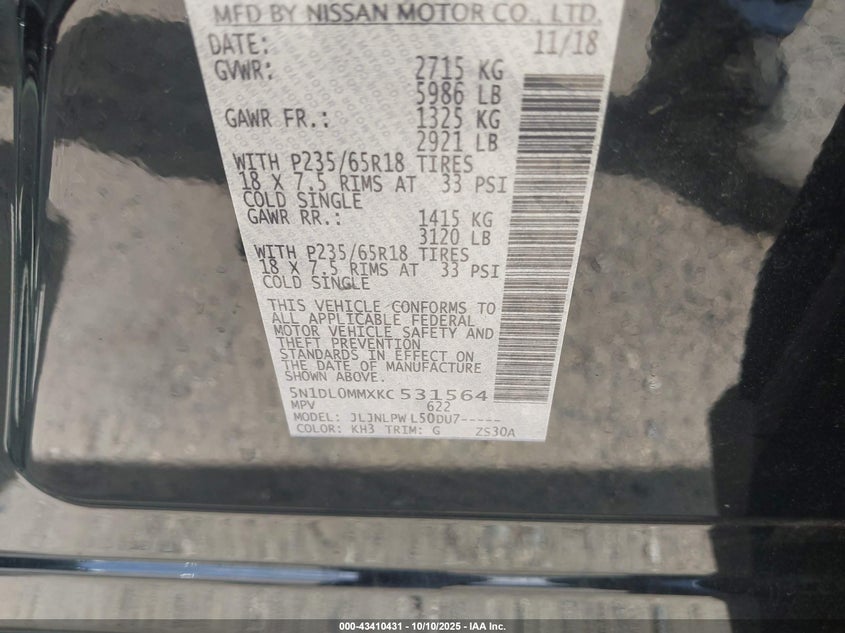 MFD BY NISSAN MOTOR CO., LTD.
DATE: 11/18
GVWR: 2715 KG
5986 LB
GAWR FR.: 1325 KG
2921 LB
WITH P235/65R18 TIRES
18 X 7.5 RIMS AT 33 PSI
COLD SINGLE
GAWR RR.: 1415 KG
3120 LB
WITH P235/65R18 TIRES
18 X 7.5 RIMS AT 33 PSI
COLD SINGLE
THIS VEHICLE CONFORMS TO
ALL APPLICABLE FEDERAL
MOTOR VEHICLE SAFETY AND
THEFT PREVENTION
STANDARDS IN EFFECT ON
THE DATE OF MANUFACTURE
SHOWN ABOVE.
5N1DL0MMXKC531564
MPV 622
MODEL: JLJNLPWL50DU7-----
COLOR: KH3 TRIM: G ZS30A
000-43410431 - 10/10/2025 - IAA Inc.